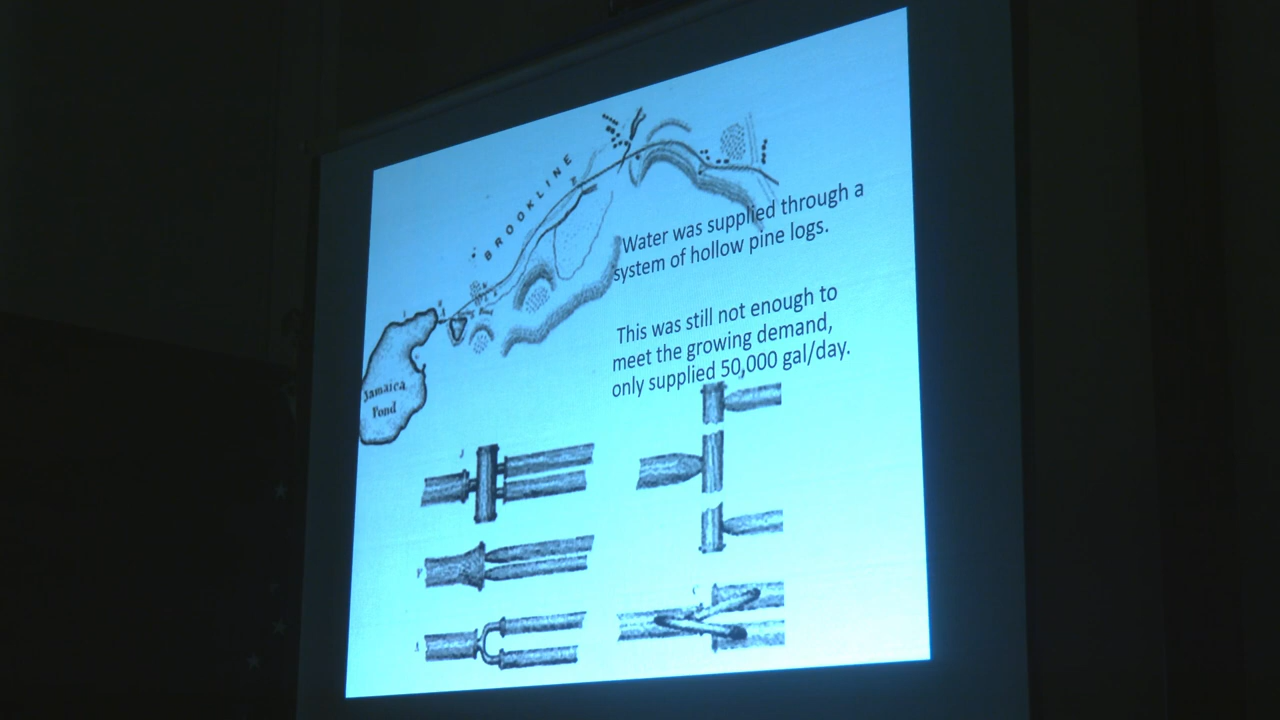 BROOKLINE
Water was supplied through a
system of hollow pine logs.
This was still not enough to
meet the growing demand,
only supplied 50,000 gal/day.
Jamaica
Pond